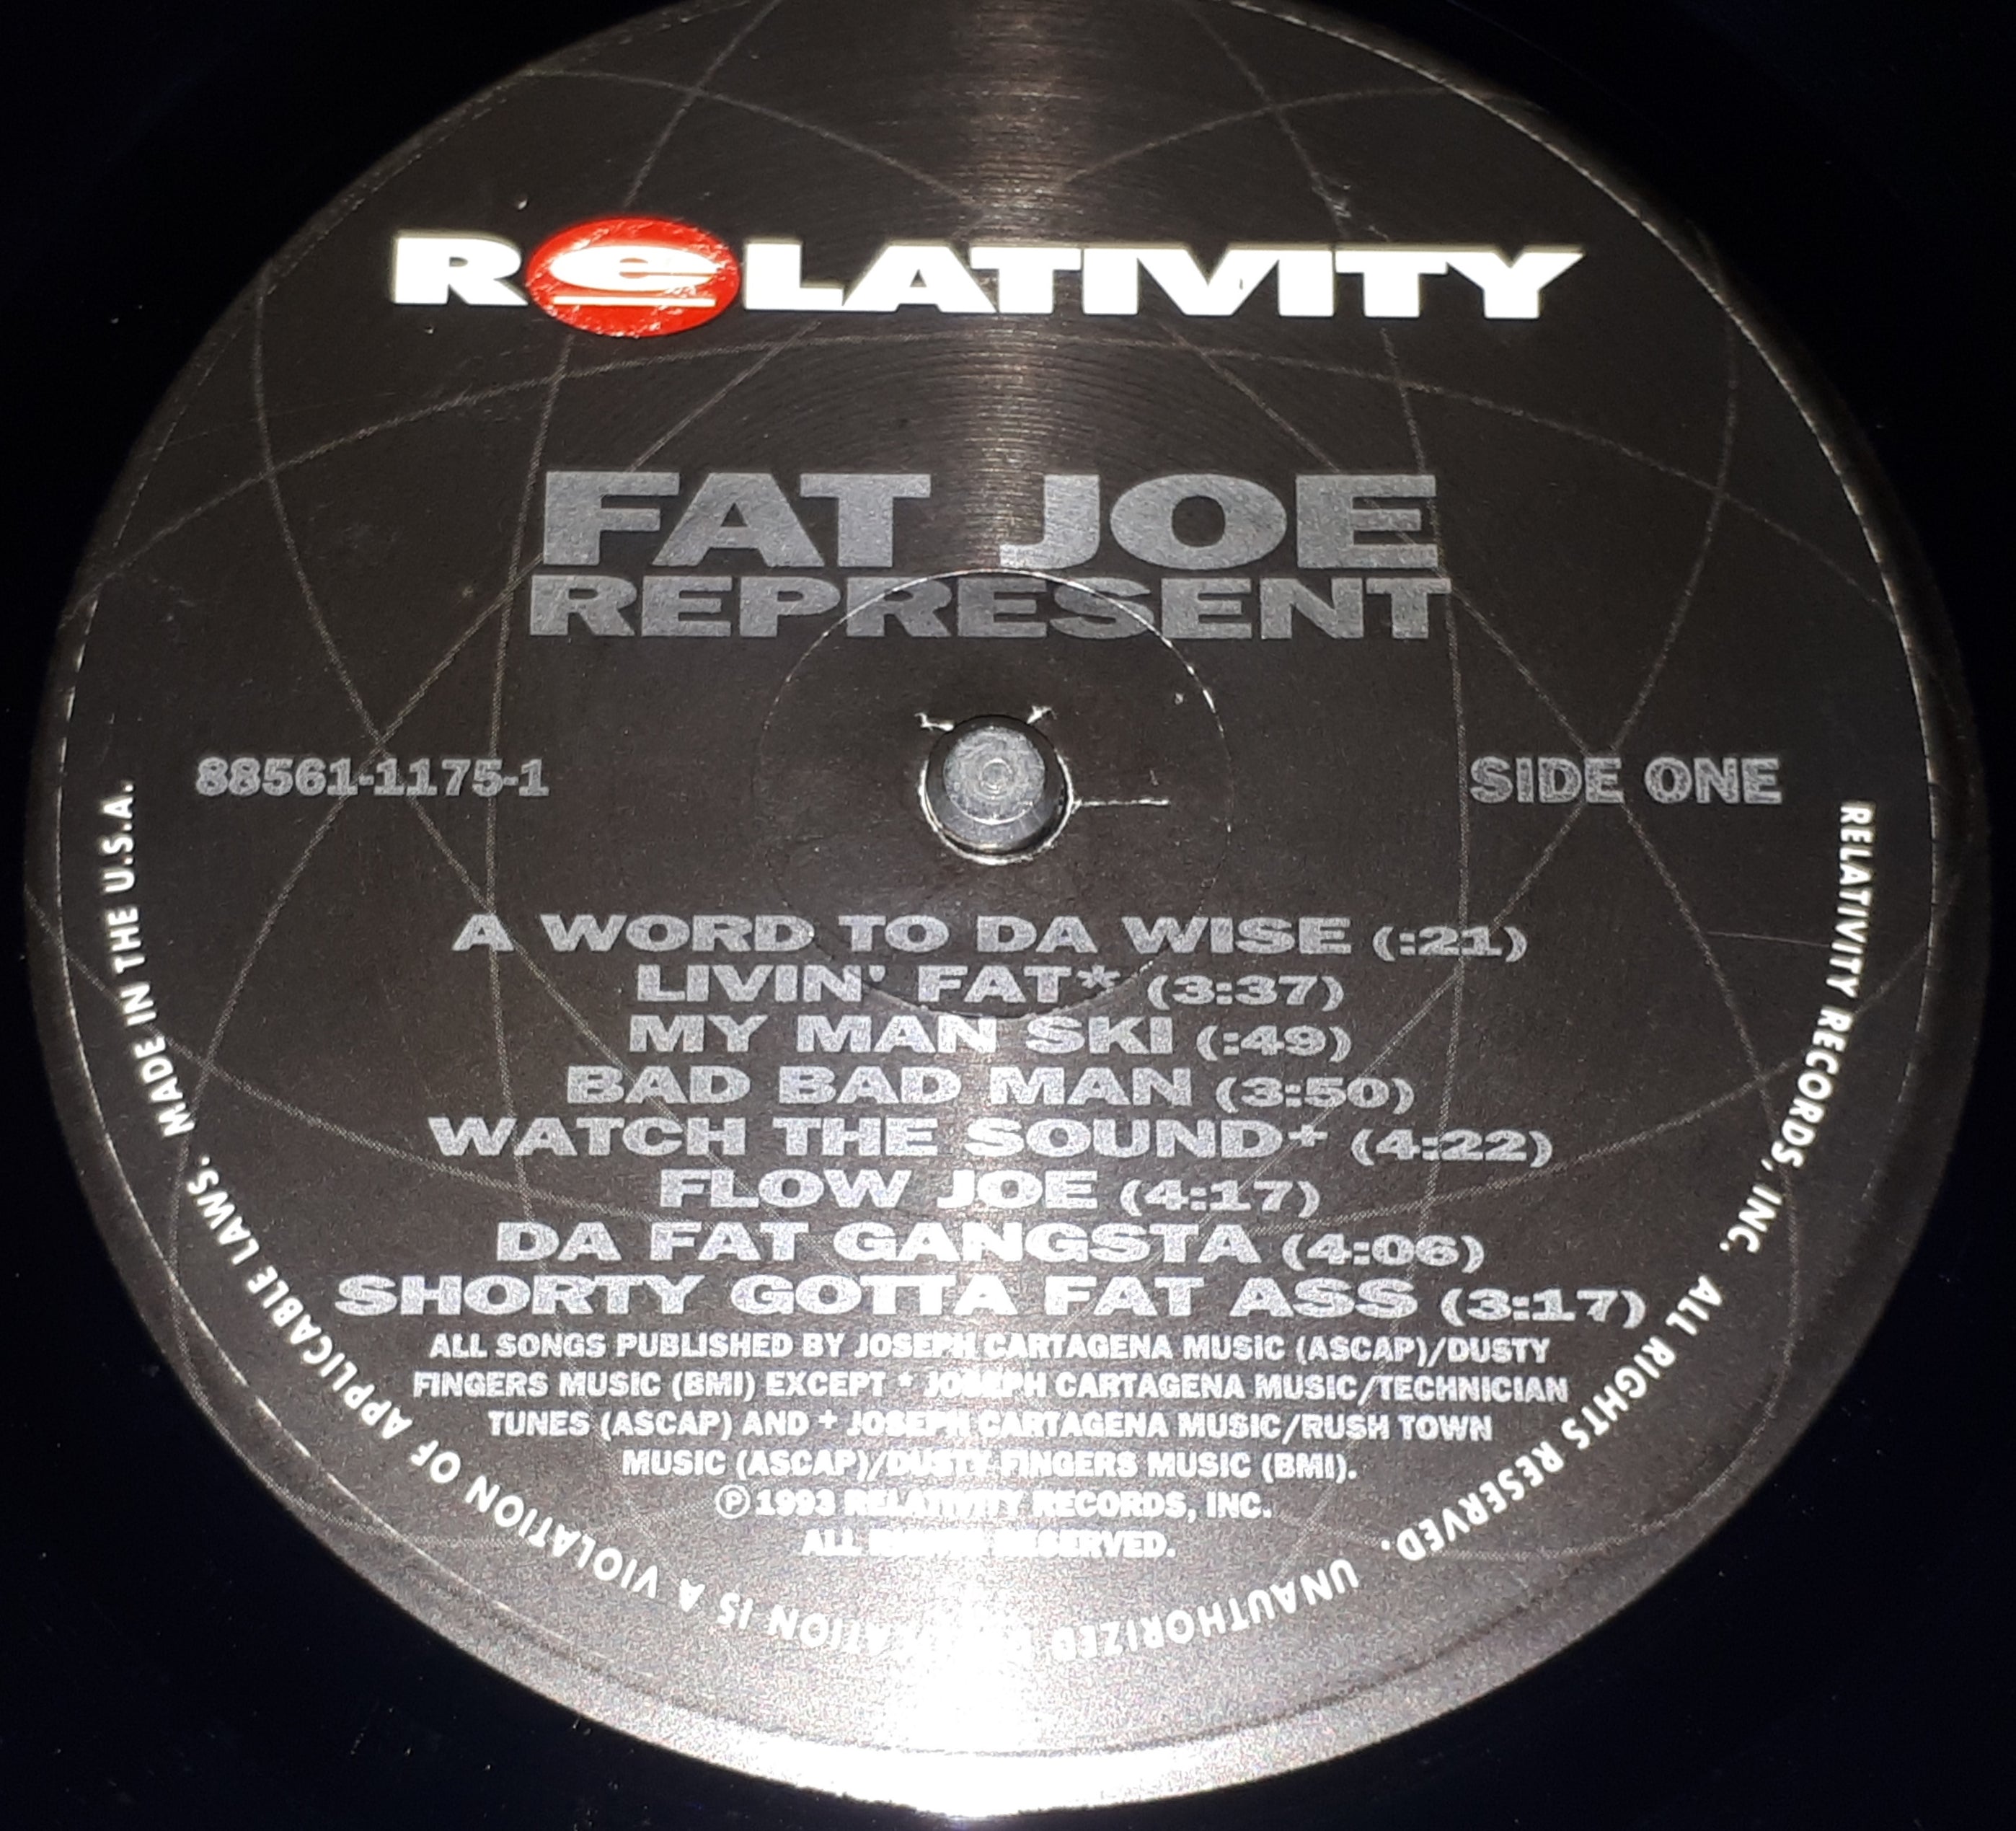 ReLATIVITY
FAT JOE
REPRESENT
88561-1175-1
SIDE ONE
A WORD TO DA WISE (:21)
LIVIN' FAT* (3:37)
MY MAN SKI (:49)
BAD BAD MAN (3:50)
WATCH THE SOUND+ (4:22)
FLOW JOE (4:17)
DA FAT GANGSTA (4:06)
SHORTY GOTTA FAT ASS (3:17)
ALL SONGS PUBLISHED BY JOSEPH CARTAGENA MUSIC (ASCAP)/DUSTY
FINGERS MUSIC (BMI) EXCEPT * JOSEPH CARTAGENA MUSIC/TECHNICIAN
TUNES (ASCAP) AND + JOSEPH CARTAGENA MUSIC/RUSH TOWN
MUSIC (ASCAP)/DUSTY FINGERS MUSIC (BMI).
Ⓟ 1993 RELATIVITY RECORDS, INC.
ALL RIGHTS RESERVED.
RELATIVITY RECORDS, INC. ALL RIGHTS RESERVED. UNAUTHORIZED IS A VIOLATION OF APPLICABLE LAWS. MADE IN THE U.S.A.